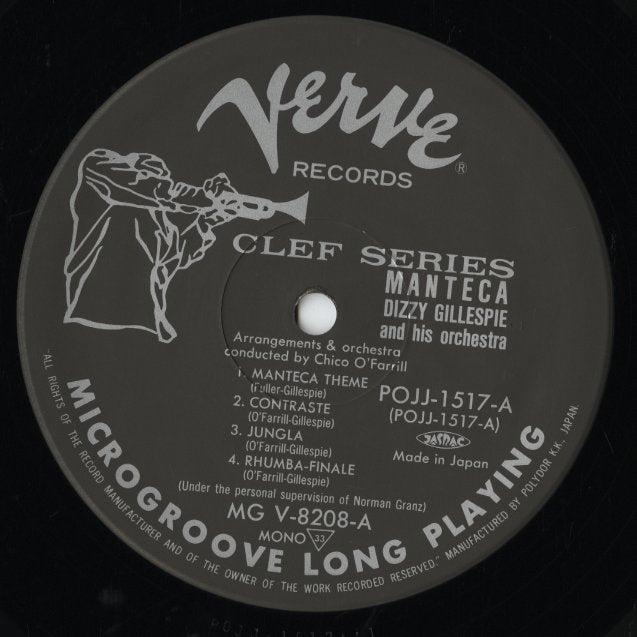 Verve
®
RECORDS
CLEF SERIES
MANTECA
DIZZY GILLESPIE
and his orchestra
Arrangements & orchestra
conducted by Chico O'Farrill
1. MANTECA THEME
(Fuller-Gillespie)
2. CONTRASTE
(O'Farrill-Gillespie)
3. JUNGLA
(O'Farrill-Gillespie)
4. RHUMBA-FINALE
(O'Farrill-Gillespie)
(Under the personal supervision of Norman Granz)
POJJ-1517-A
(POJJ-1517-A)
JASRAC
Made in Japan
MG V-8208-A
MONO 33
MICROGROOVE LONG PLAYING
"ALL RIGHTS OF THE RECORD MANUFACTURER AND OF THE OWNER OF THE WORK RECORDED RESERVED." MANUFACTURED BY POLYDOR K.K., JAPAN.